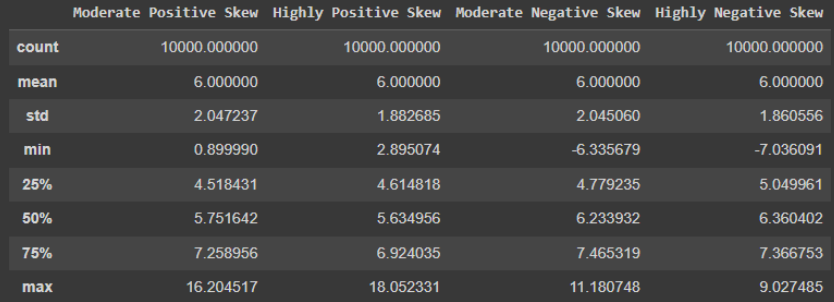 Moderate Positive Skew Highly Positive Skew Moderate Negative Skew Highly Negative Skew
count 10000.000000 10000.000000 10000.000000 10000.000000
mean 6.000000 6.000000 6.000000 6.000000
std 2.047237 1.882685 2.045060 1.860556
min 0.899990 2.895074 -6.335679 -7.036091
25% 4.518431 4.614818 4.779235 5.049961
50% 5.751642 5.634956 6.233932 6.360402
75% 7.258956 6.924035 7.465319 7.366753
max 16.204517 18.052331 11.180748 9.027485